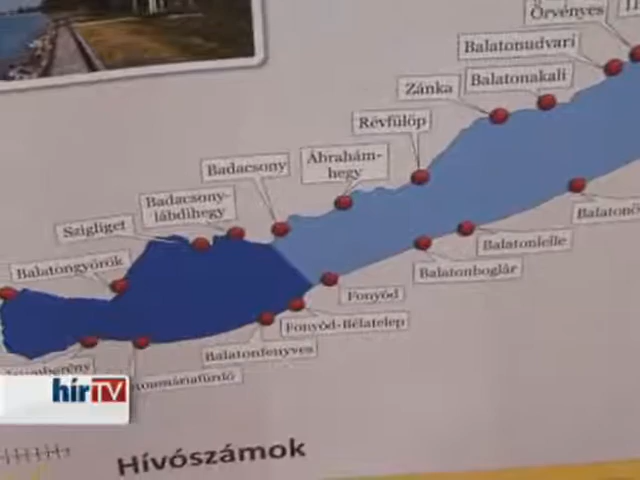 Örvényes
Balatonudvari
Balatonakali
Zánka
Révfülöp
Ábrahám-
hegy
Badacsony
Badacsony-
lábdihegy
Szigliget
Balatongyörök
Balatonlelle
Balatonboglár
Fonyód
Fonyód-Bélatelep
Balatonfenyves
hírTV
Hívószámok